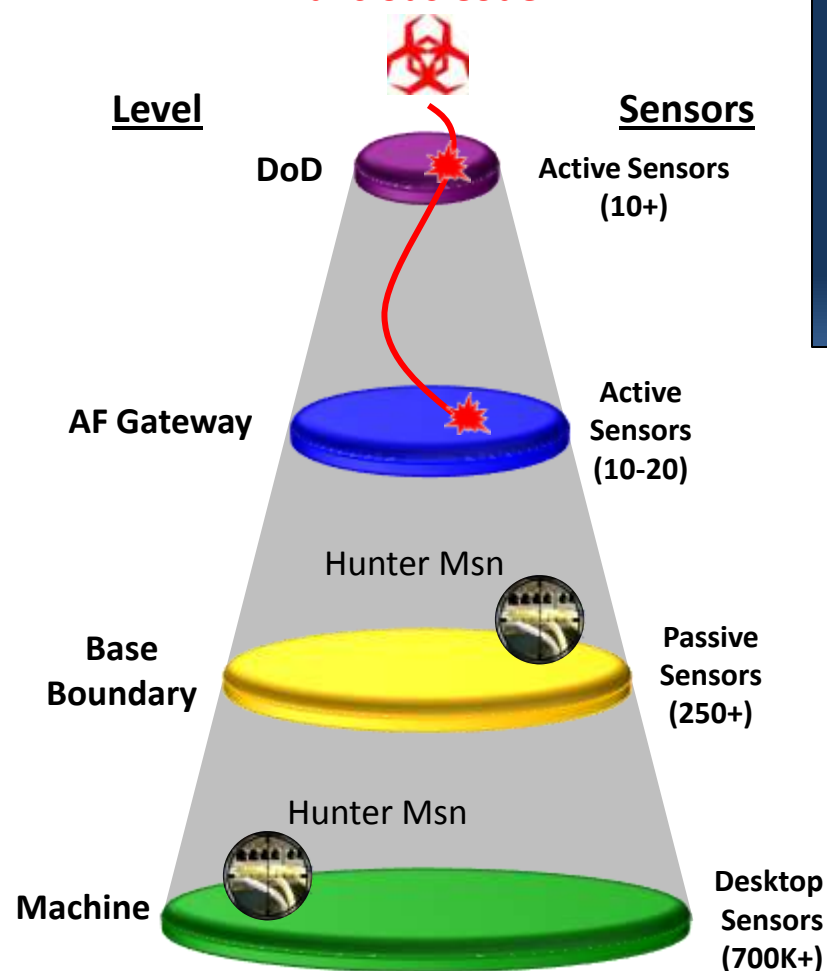 Level
Sensors
DoD
Active Sensors
(10+)
AF Gateway
Active
Sensors
(10-20)
Hunter Msn
Base
Boundary
Passive
Sensors
(250+)
Hunter Msn
Machine
Desktop
Sensors
(700K+)